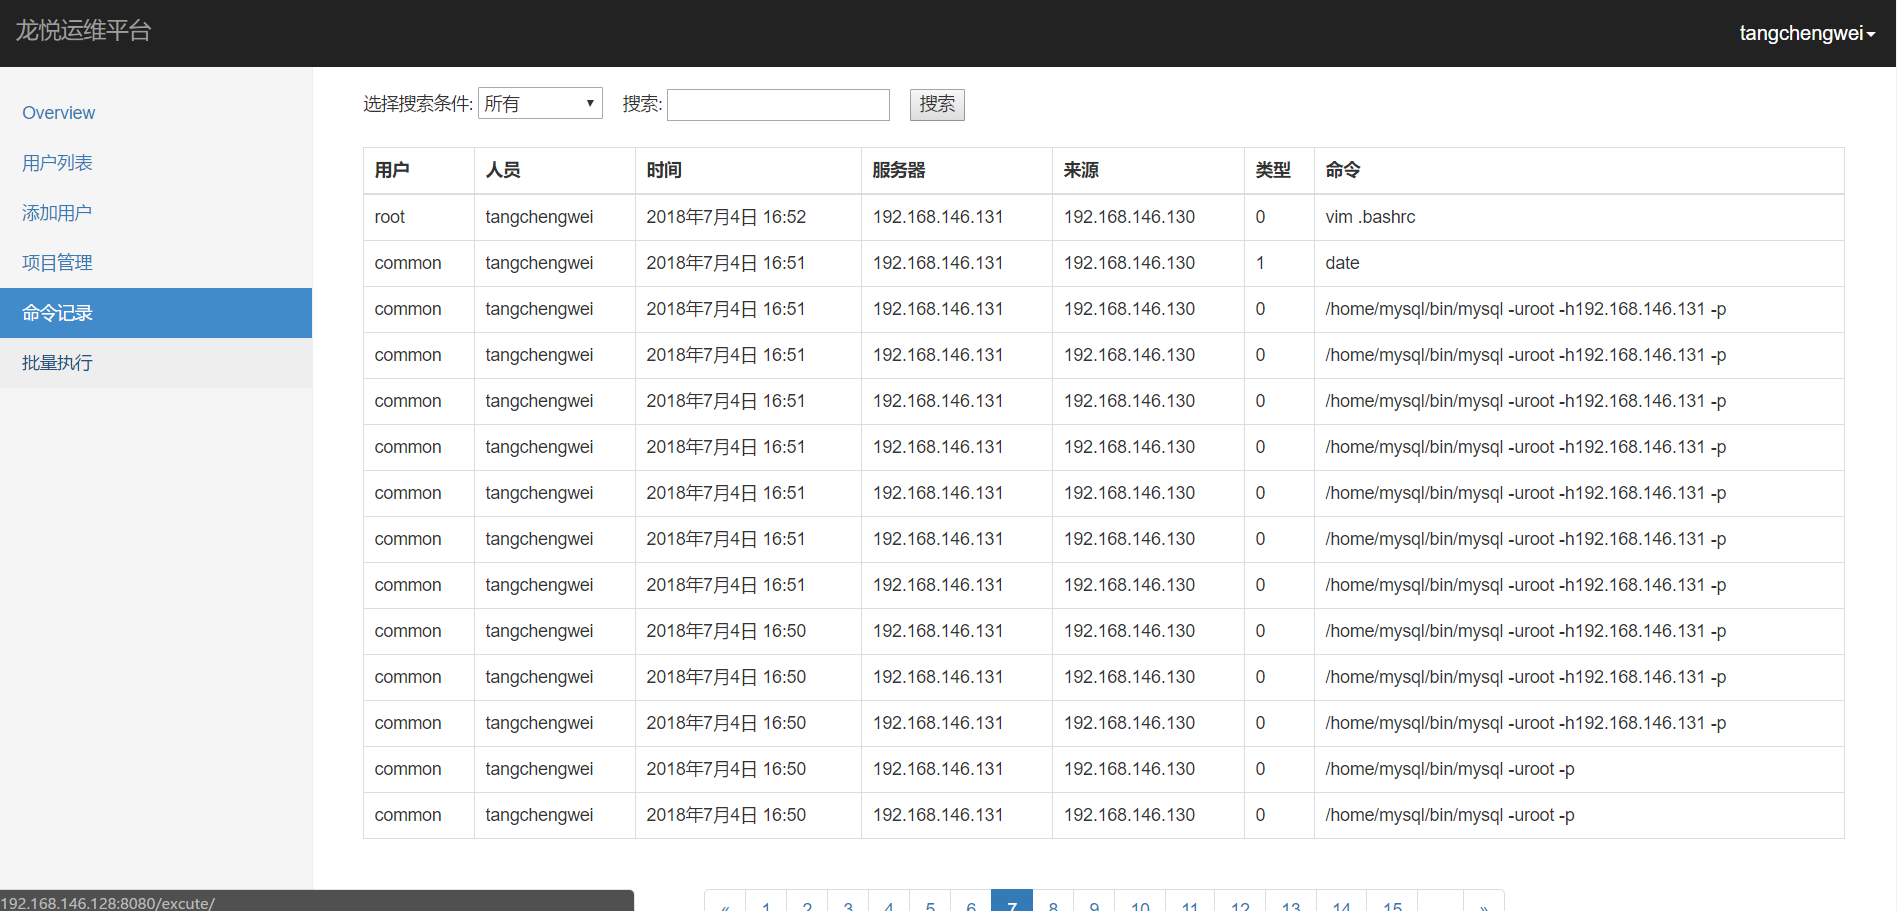 龙悦运维平台
tangchengwei
Overview
用户列表
添加用户
项目管理
命令记录
批量执行
选择搜索条件: 所有 搜索: 搜索
用户 人员 时间 服务器 来源 类型 命令
root tangchengwei 2018年7月4日 16:52 192.168.146.131 192.168.146.130 0 vim .bashrc
common tangchengwei 2018年7月4日 16:51 192.168.146.131 192.168.146.130 1 date
common tangchengwei 2018年7月4日 16:51 192.168.146.131 192.168.146.130 0 /home/mysql/bin/mysql -uroot -h192.168.146.131 -p
common tangchengwei 2018年7月4日 16:51 192.168.146.131 192.168.146.130 0 /home/mysql/bin/mysql -uroot -h192.168.146.131 -p
common tangchengwei 2018年7月4日 16:51 192.168.146.131 192.168.146.130 0 /home/mysql/bin/mysql -uroot -h192.168.146.131 -p
common tangchengwei 2018年7月4日 16:51 192.168.146.131 192.168.146.130 0 /home/mysql/bin/mysql -uroot -h192.168.146.131 -p
common tangchengwei 2018年7月4日 16:51 192.168.146.131 192.168.146.130 0 /home/mysql/bin/mysql -uroot -h192.168.146.131 -p
common tangchengwei 2018年7月4日 16:51 192.168.146.131 192.168.146.130 0 /home/mysql/bin/mysql -uroot -h192.168.146.131 -p
common tangchengwei 2018年7月4日 16:51 192.168.146.131 192.168.146.130 0 /home/mysql/bin/mysql -uroot -h192.168.146.131 -p
common tangchengwei 2018年7月4日 16:50 192.168.146.131 192.168.146.130 0 /home/mysql/bin/mysql -uroot -h192.168.146.131 -p
common tangchengwei 2018年7月4日 16:50 192.168.146.131 192.168.146.130 0 /home/mysql/bin/mysql -uroot -h192.168.146.131 -p
common tangchengwei 2018年7月4日 16:50 192.168.146.131 192.168.146.130 0 /home/mysql/bin/mysql -uroot -h192.168.146.131 -p
common tangchengwei 2018年7月4日 16:50 192.168.146.131 192.168.146.130 0 /home/mysql/bin/mysql -uroot -p
common tangchengwei 2018年7月4日 16:50 192.168.146.131 192.168.146.130 0 /home/mysql/bin/mysql -uroot -p
« 1 2 3 4 5 6 7 8 9 10 11 12 13 14 15 »
192.168.146.128:8080/excute/